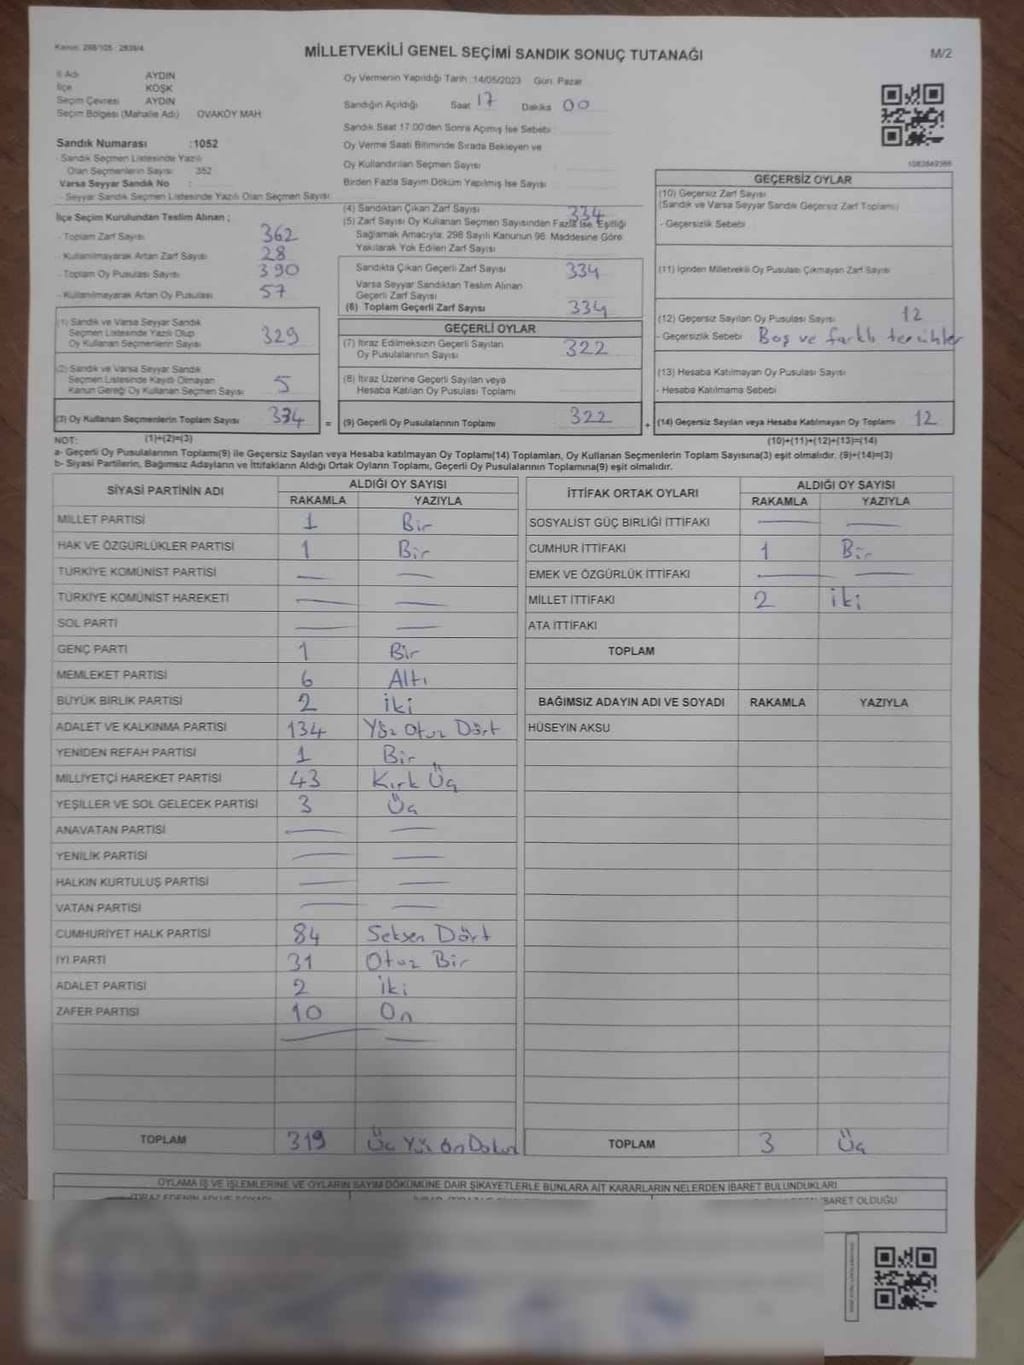 Kanun: 298/105 : 2839/4
MİLLETVEKİLİ GENEL SEÇİMİ SANDIK SONUÇ TUTANAĞI
M/2
İl Adı AYDIN
İlçe KÖŞK
Seçim Çevresi AYDIN
Seçim Bölgesi (Mahalle Adı) OVAKÖY MAH
Sandık Numarası :1052
- Sandık Seçmen Listesinde Yazılı
Olan Seçmenlerin Sayısı 352
Varsa Seyyar Sandık No :
- Seyyar Sandık Seçmen Listesinde Yazılı Olan Seçmen Sayısı
İlçe Seçim Kurulundan Teslim Alınan ;
- Toplam Zarf Sayısı 362
- Kullanılmayarak Artan Zarf Sayısı 28
- Toplam Oy Pusulası Sayısı 390
- Kullanılmayarak Artan Oy Pusulası 57
(1) Sandık ve Varsa Seyyar Sandık
Seçmen Listesinde Yazılı Olup
Oy Kullanan Seçmenlerin Sayısı 329
(2) Sandık ve Varsa Seyyar Sandık
Seçmen Listesinde Kayıtlı Olmayan
Kanun Gereği Oy Kullanan Seçmen Sayısı 5
(3) Oy Kullanan Seçmenlerin Toplam Sayısı 334 =
Oy Vermenin Yapıldığı Tarih :14/05/2023 Gün: Pazar
Sandığın Açıldığı Saat 17 Dakika 00
Sandık Saat 17:00'den Sonra Açılmış İse Sebebi
Oy Verme Saati Bitiminde Sırada Bekleyen ve
Oy Kullandırılan Seçmen Sayısı
Birden Fazla Sayım Döküm Yapılmış İse Sayısı
(4) Sandıktan Çıkan Zarf Sayısı 334
(5) Zarf Sayısı Oy Kullanan Seçmen Sayısından Fazla İse, Eşitliği
Sağlamak Amacıyla; 298 Sayılı Kanunun 98. Maddesine Göre
Yakılarak Yok Edilen Zarf Sayısı
Sandıkta Çıkan Geçerli Zarf Sayısı 334
Varsa Seyyar Sandıktan Teslim Alınan
Geçerli Zarf Sayısı
(6) Toplam Geçerli Zarf Sayısı 334
GEÇERLİ OYLAR
(7) İtiraz Edilmeksizin Geçerli Sayılan
Oy Pusulalarının Sayısı 322
(8) İtiraz Üzerine Geçerli Sayılan veya
Hesaba Katılan Oy Pusulası Toplamı
(9) Geçerli Oy Pusulalarının Toplamı 322 +
1083849366
GEÇERSİZ OYLAR
(10) Geçersiz Zarf Sayısı
(Sandık ve Varsa Seyyar Sandık Geçersiz Zarf Toplamı)
- Geçersizlik Sebebi
(11) İçinden Milletvekili Oy Pusulası Çıkmayan Zarf Sayısı
(12) Geçersiz Sayılan Oy Pusulası Sayısı 12
- Geçersizlik Sebebi Boş ve farklı tercihler
(13) Hesaba Katılmayan Oy Pusulası Sayısı
- Hesaba Katılmama Sebebi
(14) Geçersiz Sayılan veya Hesaba Katılmayan Oy Toplamı 12
NOT: (1)+(2)=(3) (10)+(11)+(12)+(13)=(14)
a- Geçerli Oy Pusulalarının Toplamı(9) ile Geçersiz Sayılan veya Hesaba katılmayan Oy Toplamı(14) Toplamları, Oy Kullanan Seçmenlerin Toplam Sayısına(3) eşit olmalıdır. (9)+(14)=(3)
b- Siyasi Partilerin, Bağımsız Adayların ve İttifakların Aldığı Ortak Oyların Toplamı, Geçerli Oy Pusulalarının Toplamına(9) eşit olmalıdır.
SİYASİ PARTİNİN ADI ALDIĞI OY SAYISI
RAKAMLA YAZIYLA
MİLLET PARTİSİ 1 Bir
HAK VE ÖZGÜRLÜKLER PARTİSİ 1 Bir
TÜRKİYE KOMÜNİST PARTİSİ — —
TÜRKİYE KOMÜNİST HAREKETİ — —
SOL PARTİ — —
GENÇ PARTİ 1 Bir
MEMLEKET PARTİSİ 6 Altı
BÜYÜK BİRLİK PARTİSİ 2 İki
ADALET VE KALKINMA PARTİSİ 134 Yüz Otuz Dört
YENİDEN REFAH PARTİSİ 1 Bir
MİLLİYETÇİ HAREKET PARTİSİ 43 Kırk Üç
YEŞİLLER VE SOL GELECEK PARTİSİ 3 Üç
ANAVATAN PARTİSİ — —
YENİLİK PARTİSİ — —
HALKIN KURTULUŞ PARTİSİ — —
VATAN PARTİSİ — —
CUMHURİYET HALK PARTİSİ 84 Seksen Dört
İYİ PARTİ 31 Otuz Bir
ADALET PARTİSİ 2 İki
ZAFER PARTİSİ 10 On
— —
TOPLAM 319 Üç Yüz On Dokuz
İTTİFAK ORTAK OYLARI ALDIĞI OY SAYISI
RAKAMLA YAZIYLA
SOSYALİST GÜÇ BİRLİĞİ İTTİFAKI — —
CUMHUR İTTİFAKI 1 Bir
EMEK VE ÖZGÜRLÜK İTTİFAKI — —
MİLLET İTTİFAKI 2 İki
ATA İTTİFAKI
TOPLAM
BAĞIMSIZ ADAYIN ADI VE SOYADI RAKAMLA YAZIYLA
HÜSEYİN AKSU
TOPLAM 3 Üç
OYLAMA İŞ VE İŞLEMLERİNE VE OYLARIN SAYIM DÖKÜMÜNE DAİR ŞİKAYETLERLE BUNLARA AİT KARARLARIN NELERDEN İBARET BULUNDUKLARI
İTİRAZ EDENİN ADI VE SOYADI
İBARET OLDUĞU